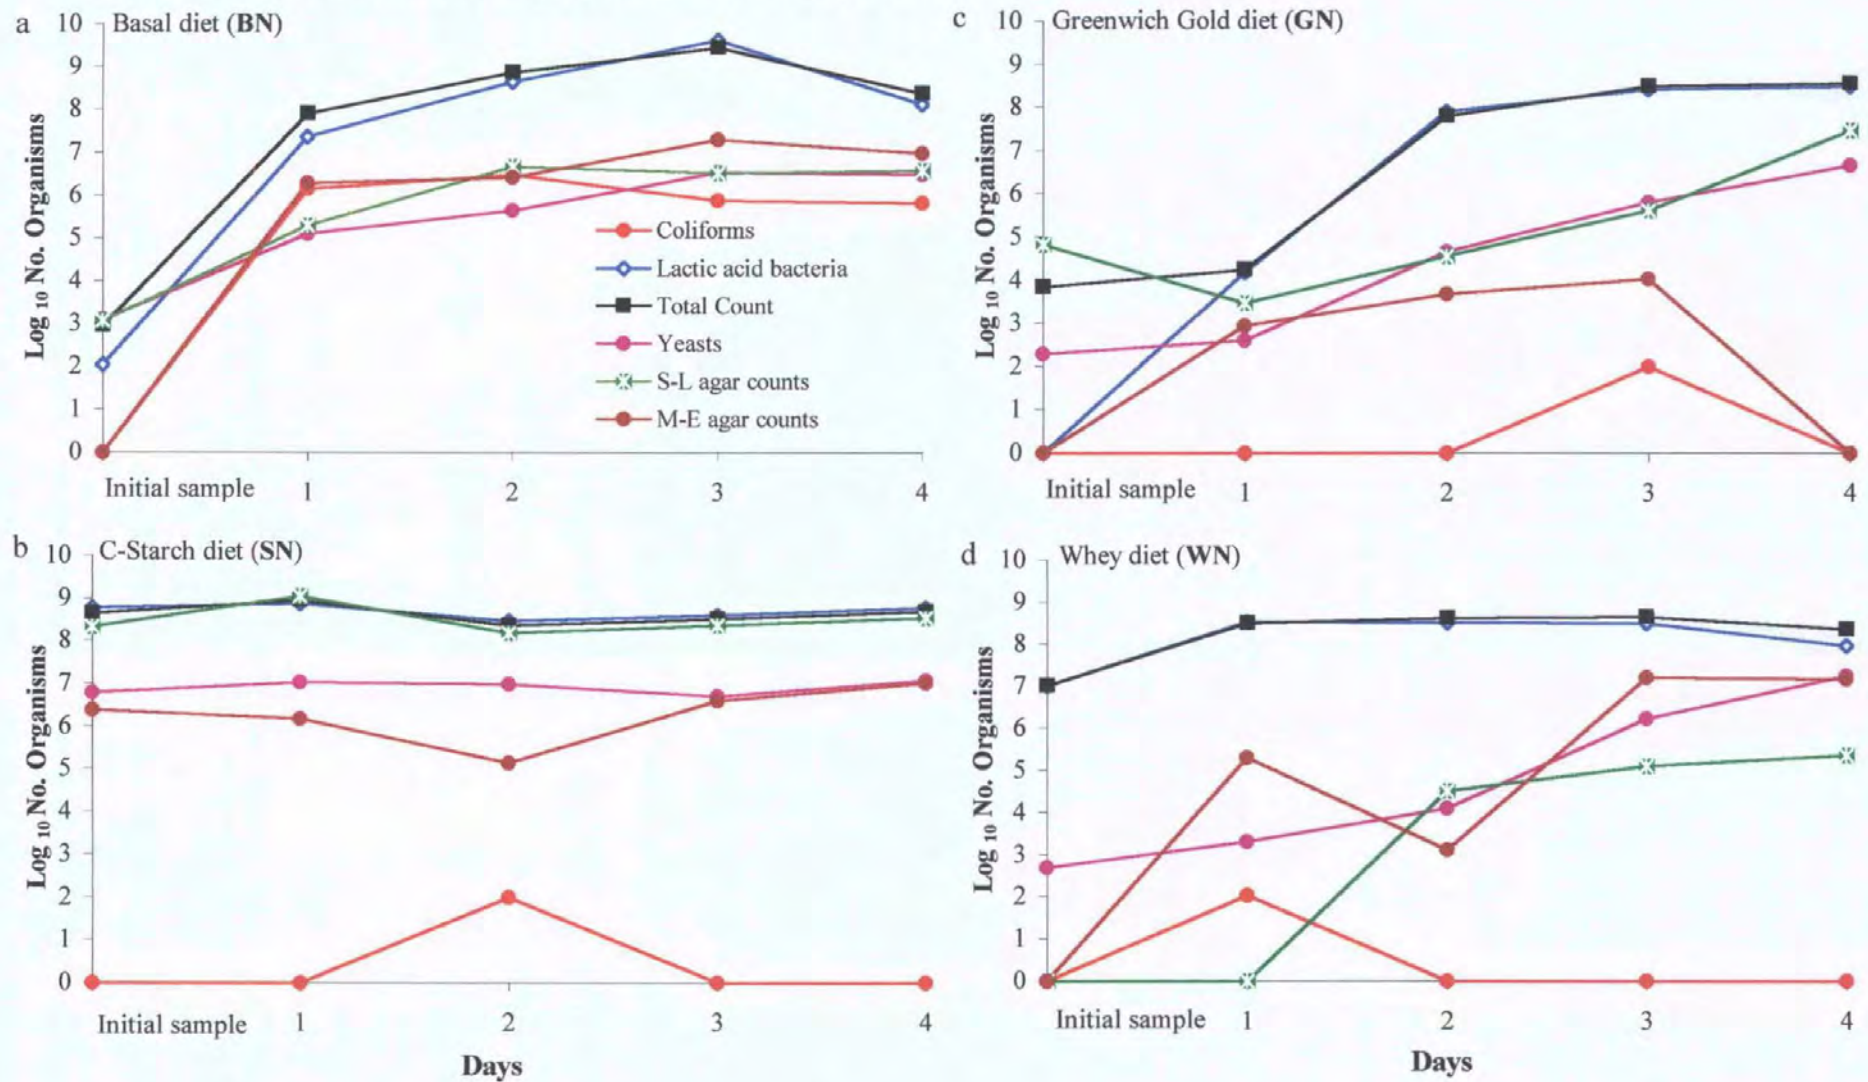 a
Basal diet (BN)
10
9
8
7
6
5
4
3
2
1
0
Log 10 No. Organisms
Coliforms
Lactic acid bacteria
Total Count
Yeasts
S-L agar counts
M-E agar counts
Initial sample 1 2 3 4
c
Greenwich Gold diet (GN)
10
9
8
7
6
5
4
3
2
1
0
Log 10 No. Organisms
Initial sample 1 2 3 4
b
C-Starch diet (SN)
10
9
8
7
6
5
4
3
2
1
0
Log 10 No. Organisms
Initial sample 1 2 3 4
Days
d
Whey diet (WN)
10
9
8
7
6
5
4
3
2
1
0
Log 10 No. Organisms
Initial sample 1 2 3 4
Days